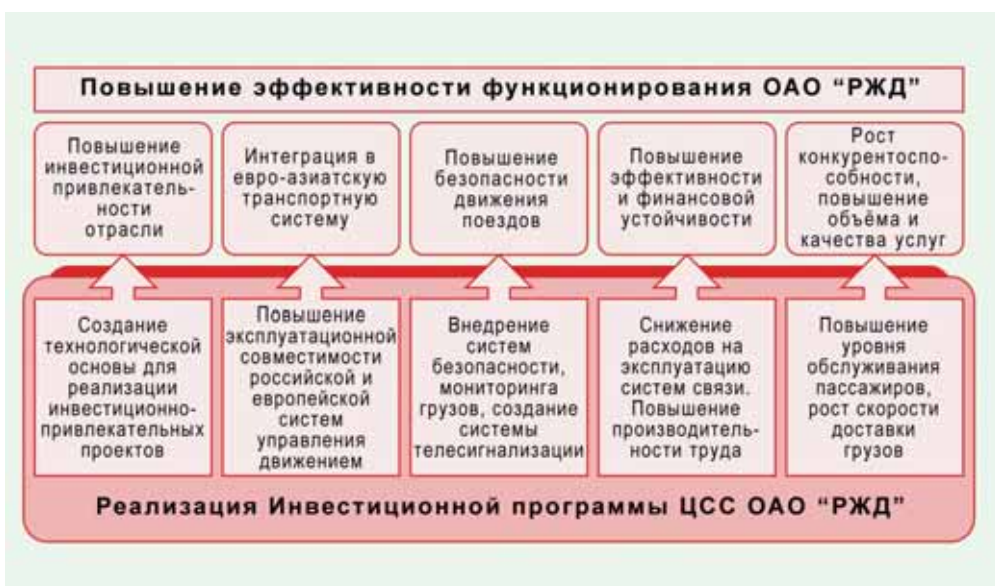 Повышение эффективности функционирования ОАО “РЖД”
Повышение
инвестиционной
привлекатель-
ности
отрасли
Интеграция в
евро-азиатскую
транспортную
систему
Повышение
безопасности
движения
поездов
Повышение
эффективности
и финансовой
устойчивости
Рост
конкурентоспо-
собности,
повышение
объёма и
качества услуг
Создание
технологической
основы для
реализации
инвестиционно-
привлекательных
проектов
Повышение
эксплуатационной
совместимости
российской и
европейской
систем
управления
движением
Внедрение
систем
безопасности,
мониторинга
грузов, создание
системы
телесигнализации
Снижение
расходов на
эксплуатацию
систем связи.
Повышение
производитель-
ности труда
Повышение
уровня
обслуживания
пассажиров,
рост скорости
доставки
грузов
Реализация Инвестиционной программы ЦСС ОАО “РЖД”